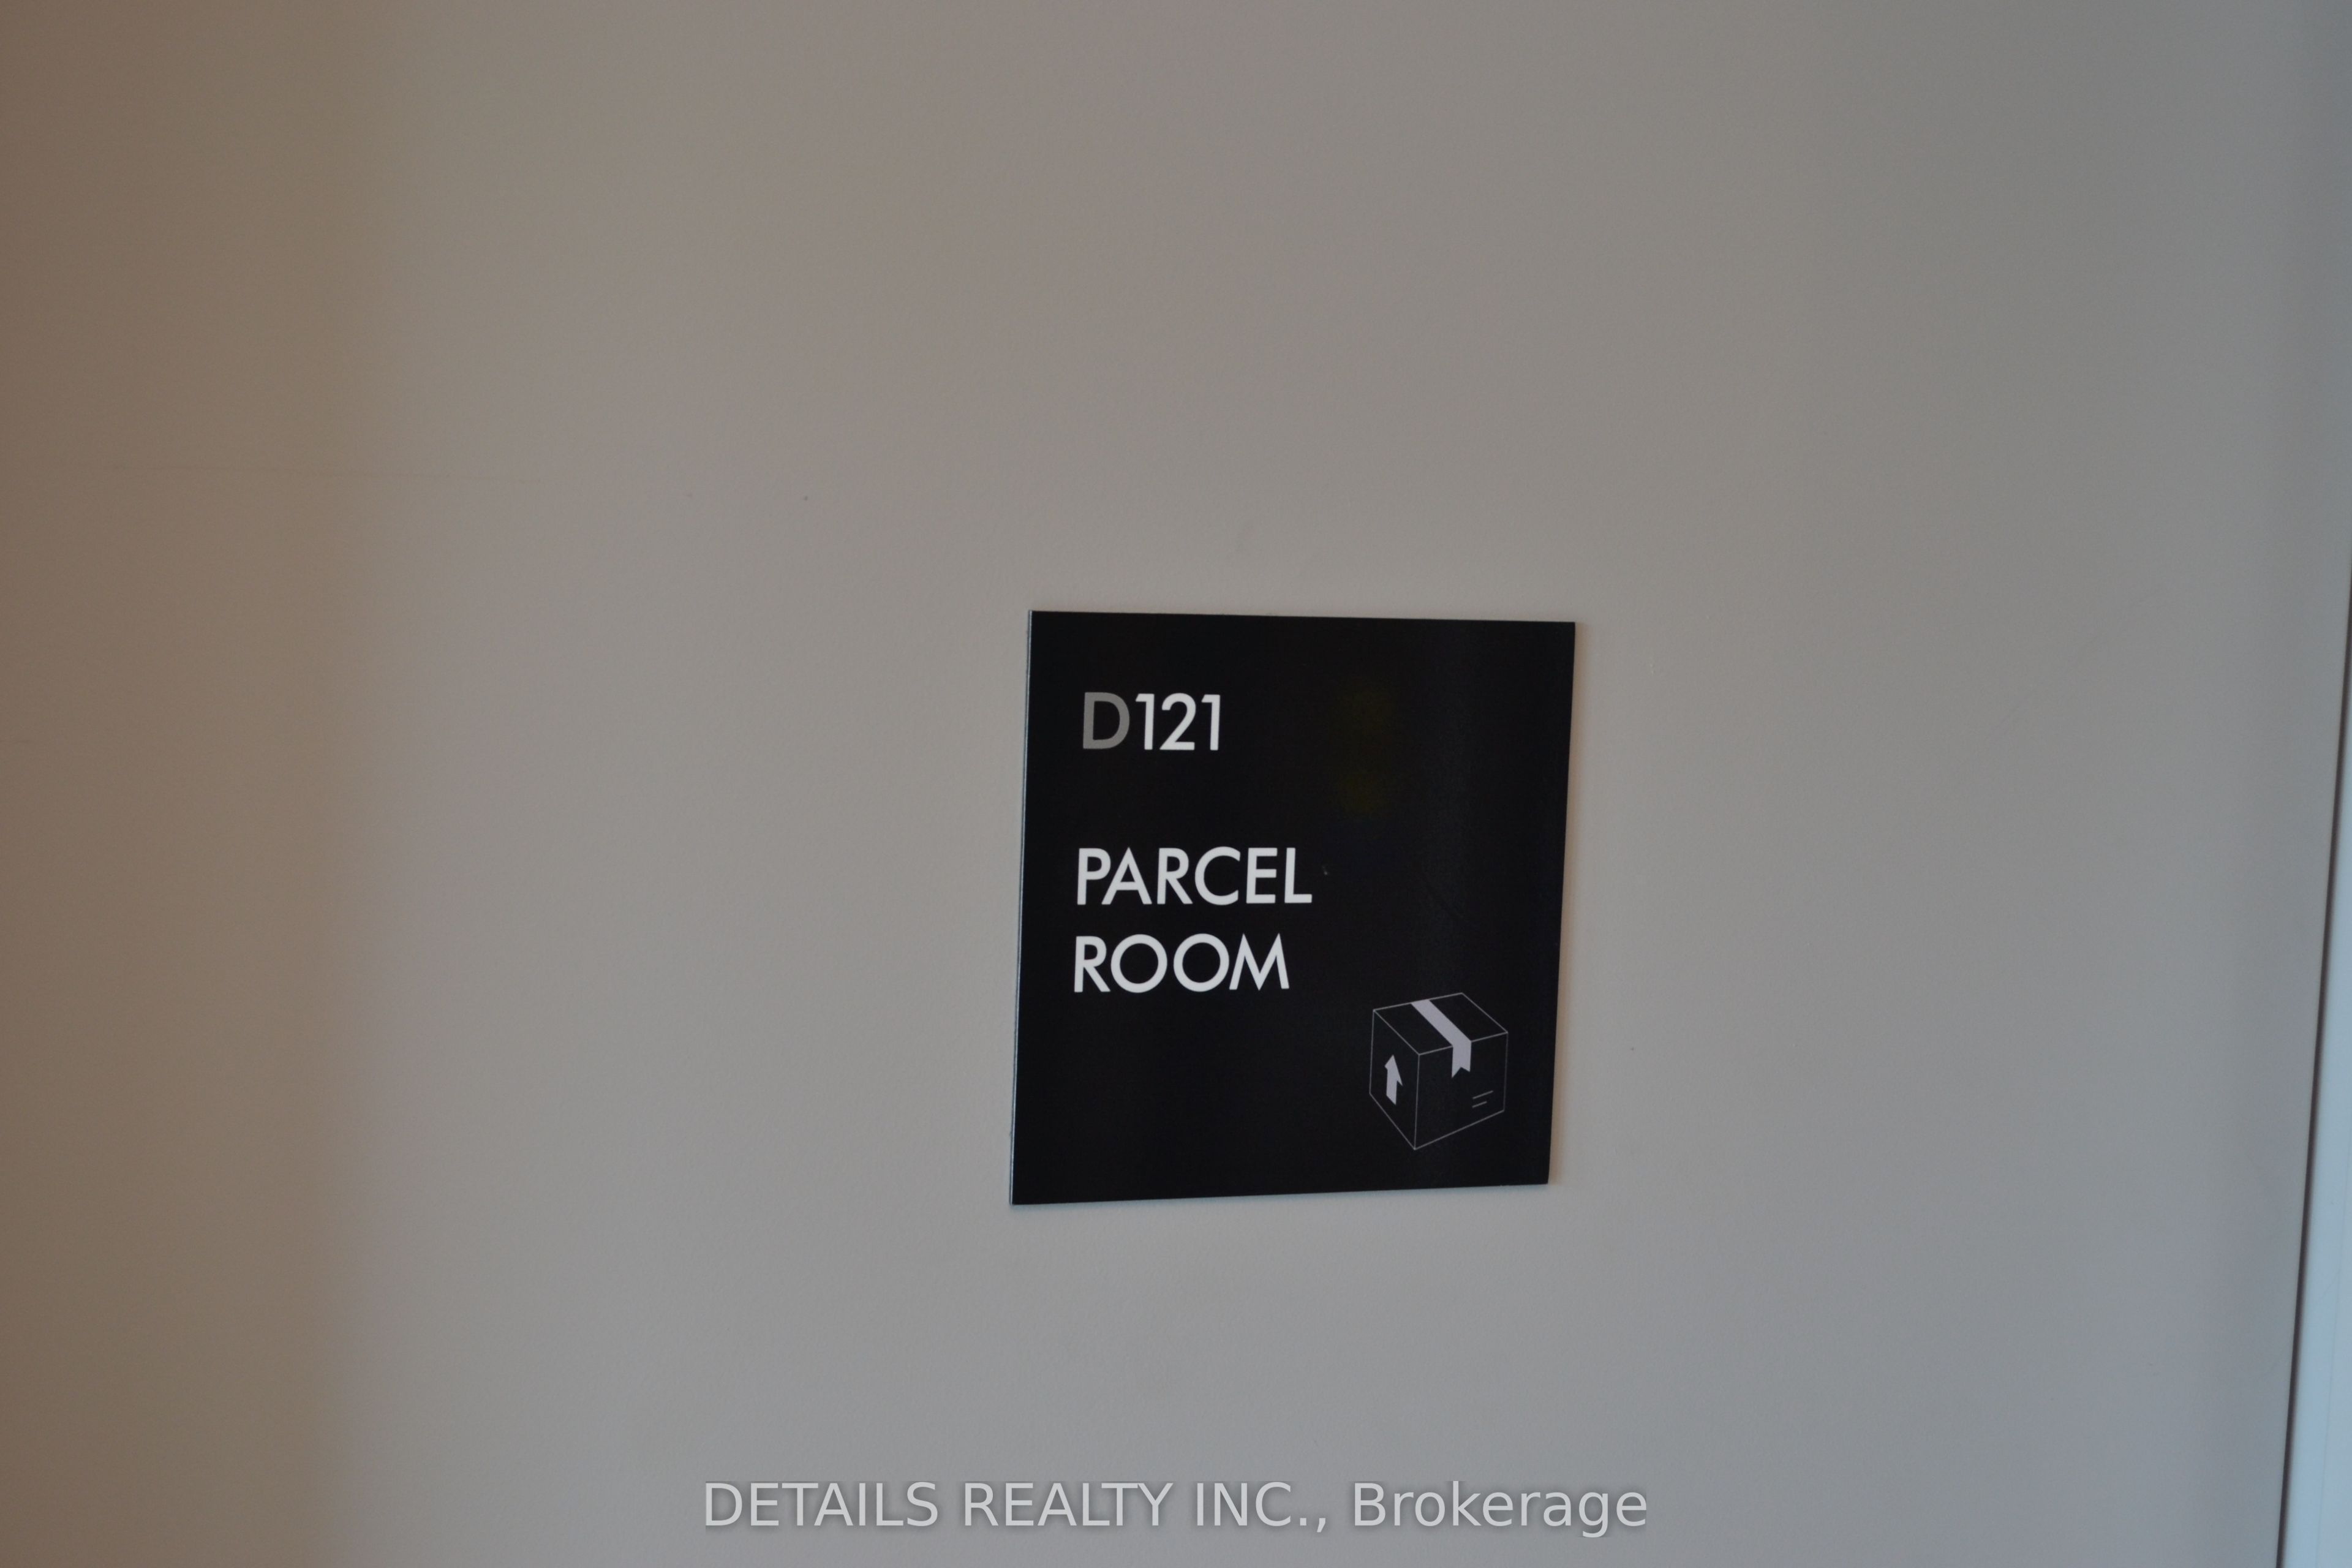 D121
PARCEL
ROOM
DETAILS REALTY INC., Brokerage